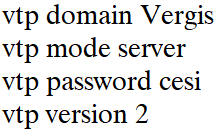 vtp domain Vergis
vtp mode server
vtp password cesi
vtp version 2